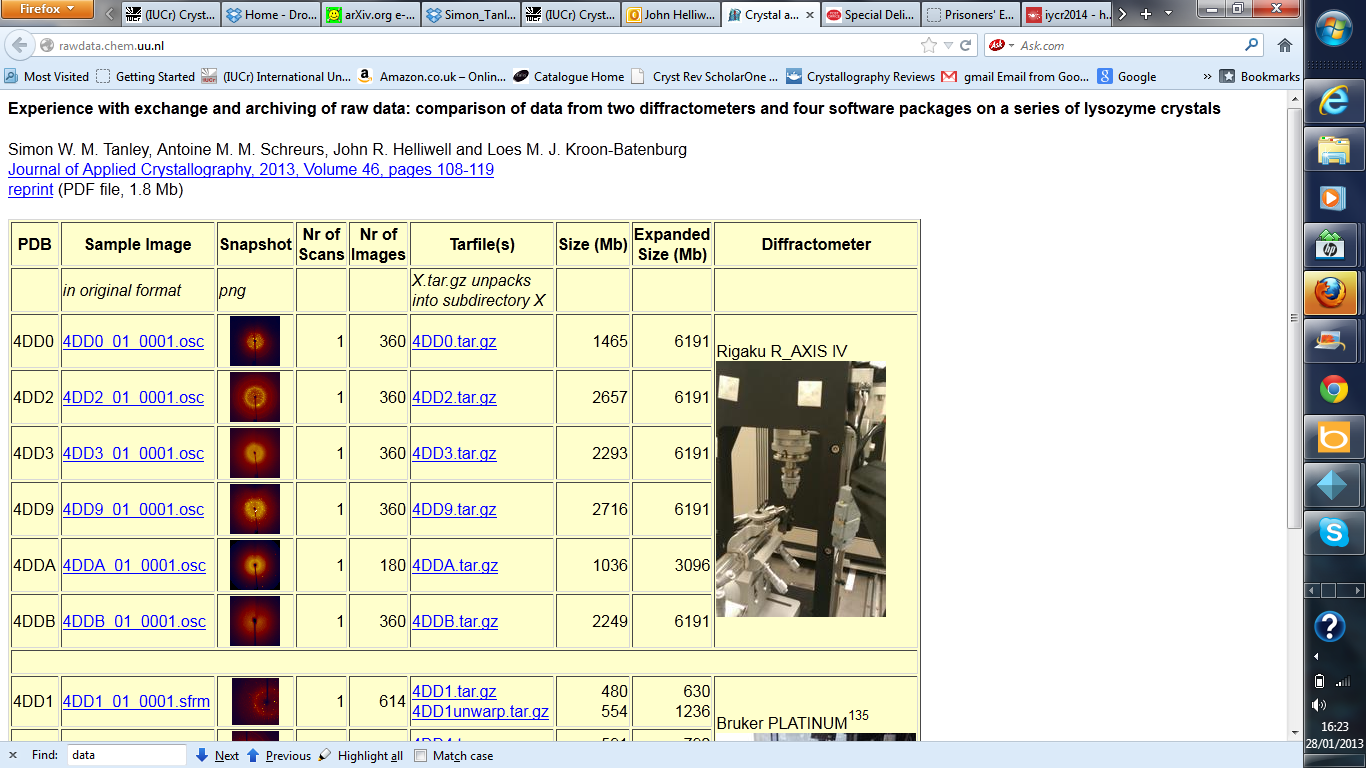 Firefox
(IUCr) Cryst...
Home - Dro...
arXiv.org e-...
Simon_Tanl...
(IUCr) Cryst...
John Helliw...
Crystal a...
Special Deli...
Prisoners' E...
iycr2014 - h...
rawdata.chem.uu.nl
Ask
Ask.com
Most Visited
Getting Started
(IUCr) International Un...
Amazon.co.uk – Onlin...
Catalogue Home
Cryst Rev ScholarOne ...
Crystallography Reviews
gmail Email from Goo...
Google
»
Bookmarks
Experience with exchange and archiving of raw data: comparison of data from two diffractometers and four software packages on a series of lysozyme crystals
Simon W. M. Tanley, Antoine M. M. Schreurs, John R. Helliwell and Loes M. J. Kroon-Batenburg
Journal of Applied Crystallography, 2013, Volume 46, pages 108-119
reprint (PDF file, 1.8 Mb)
PDB Sample Image Snapshot Nr of Scans Nr of Images Tarfile(s) Size (Mb) Expanded Size (Mb) Diffractometer
in original format png X.tar.gz unpacks into subdirectory X
4DD0 4DD0_01_0001.osc 1 360 4DD0.tar.gz 1465 6191 Rigaku R_AXIS IV
4DD2 4DD2_01_0001.osc 1 360 4DD2.tar.gz 2657 6191
4DD3 4DD3_01_0001.osc 1 360 4DD3.tar.gz 2293 6191
4DD9 4DD9_01_0001.osc 1 360 4DD9.tar.gz 2716 6191
4DDA 4DDA_01_0001.osc 1 180 4DDA.tar.gz 1036 3096
4DDB 4DDB_01_0001.osc 1 360 4DDB.tar.gz 2249 6191
4DD1 4DD1_01_0001.sfrm 1 614 4DD1.tar.gz 480 630
4DD1unwarp.tar.gz 554 1236
Bruker PLATINUM135
Find: data Next Previous Highlight all Match case
16:23
28/01/2013